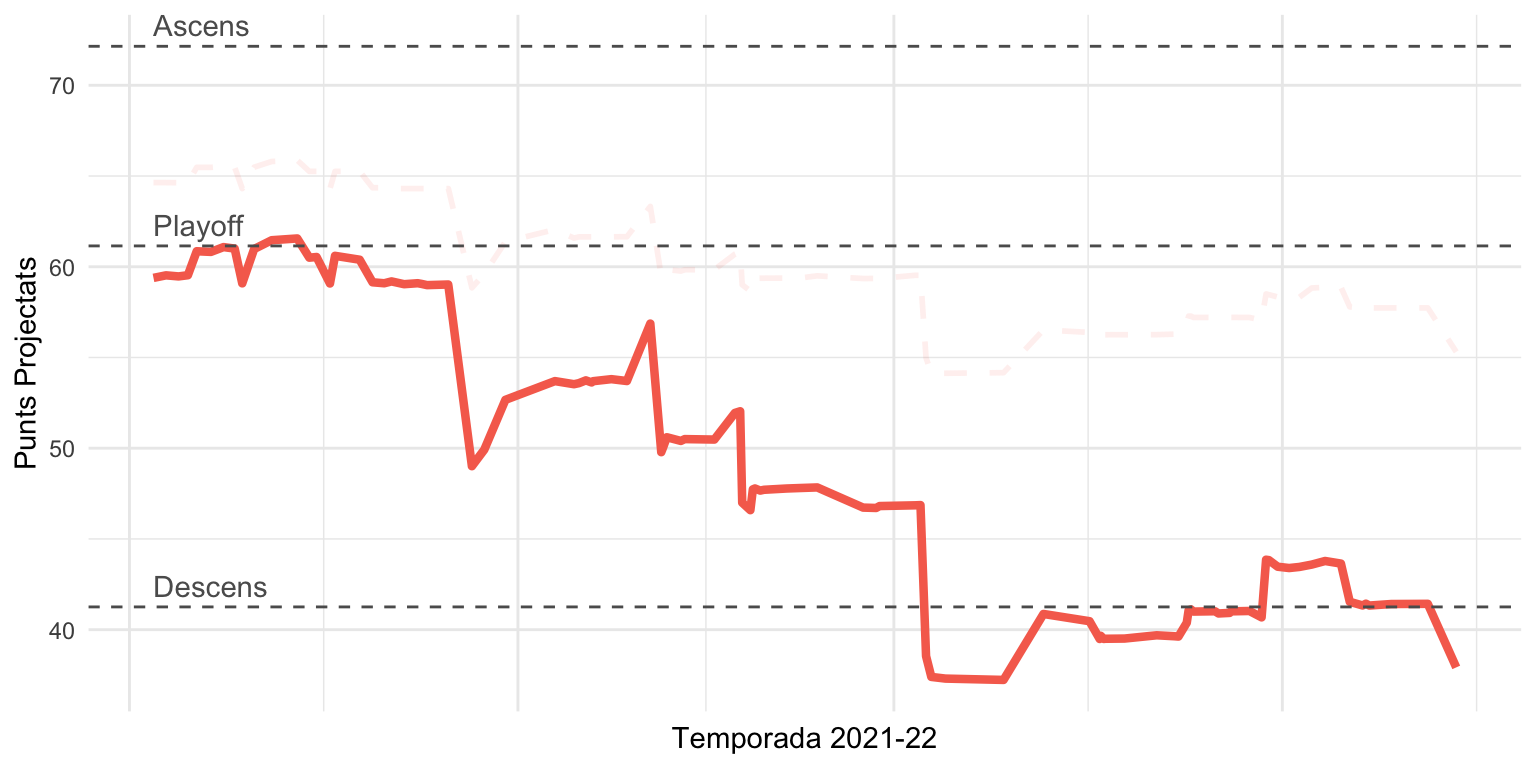 Ascens
70
Playoff
60
Punts Projectats
50
Descens
40
Temporada 2021-22